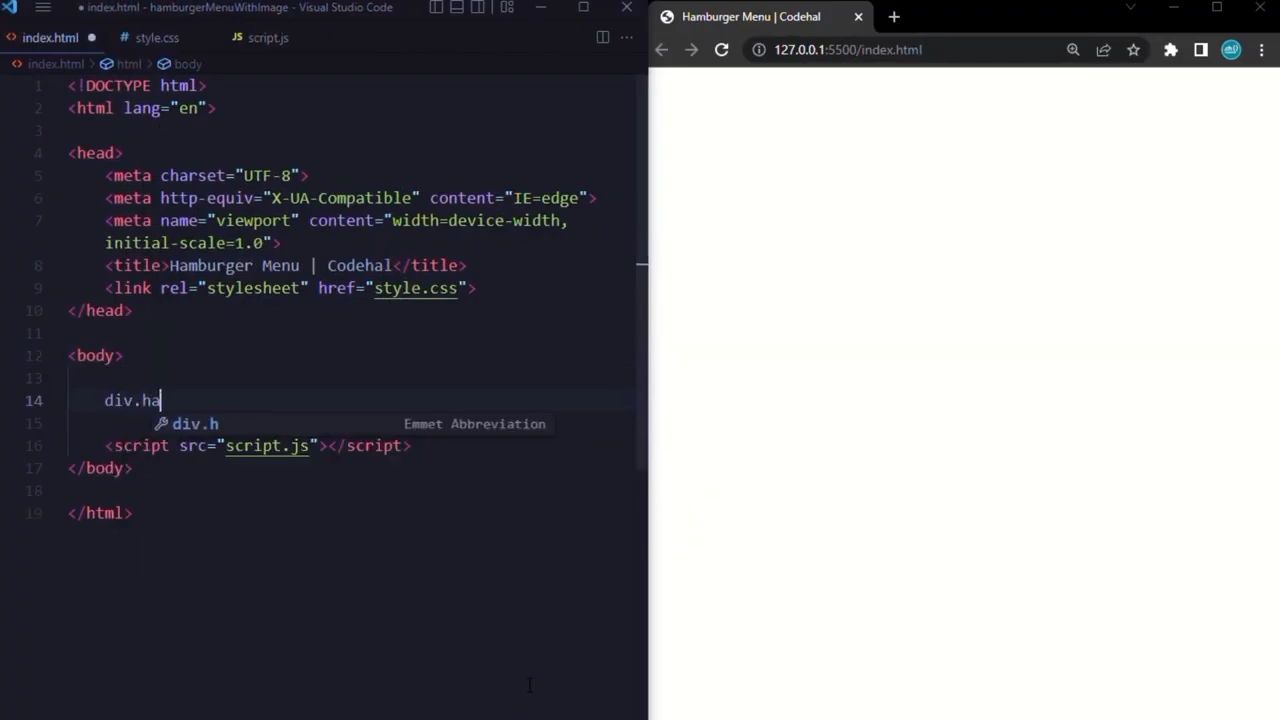 index.html - hamburgerMenuWithImage - Visual Studio Code
index.html
style.css
JS script.js
index.html > html > body
1 <!DOCTYPE html>
2 <html lang="en">
3
4 <head>
5 <meta charset="UTF-8">
6 <meta http-equiv="X-UA-Compatible" content="IE=edge">
7 <meta name="viewport" content="width=device-width,
initial-scale=1.0">
8 <title>Hamburger Menu | Codehal</title>
9 <link rel="stylesheet" href="style.css">
10 </head>
11
12 <body>
13
14 div.ha
div.h Emmet Abbreviation
15
16 <script src="script.js"></script>
17 </body>
18
19 </html>
Hamburger Menu | Codehal
127.0.0.1:5500/index.html